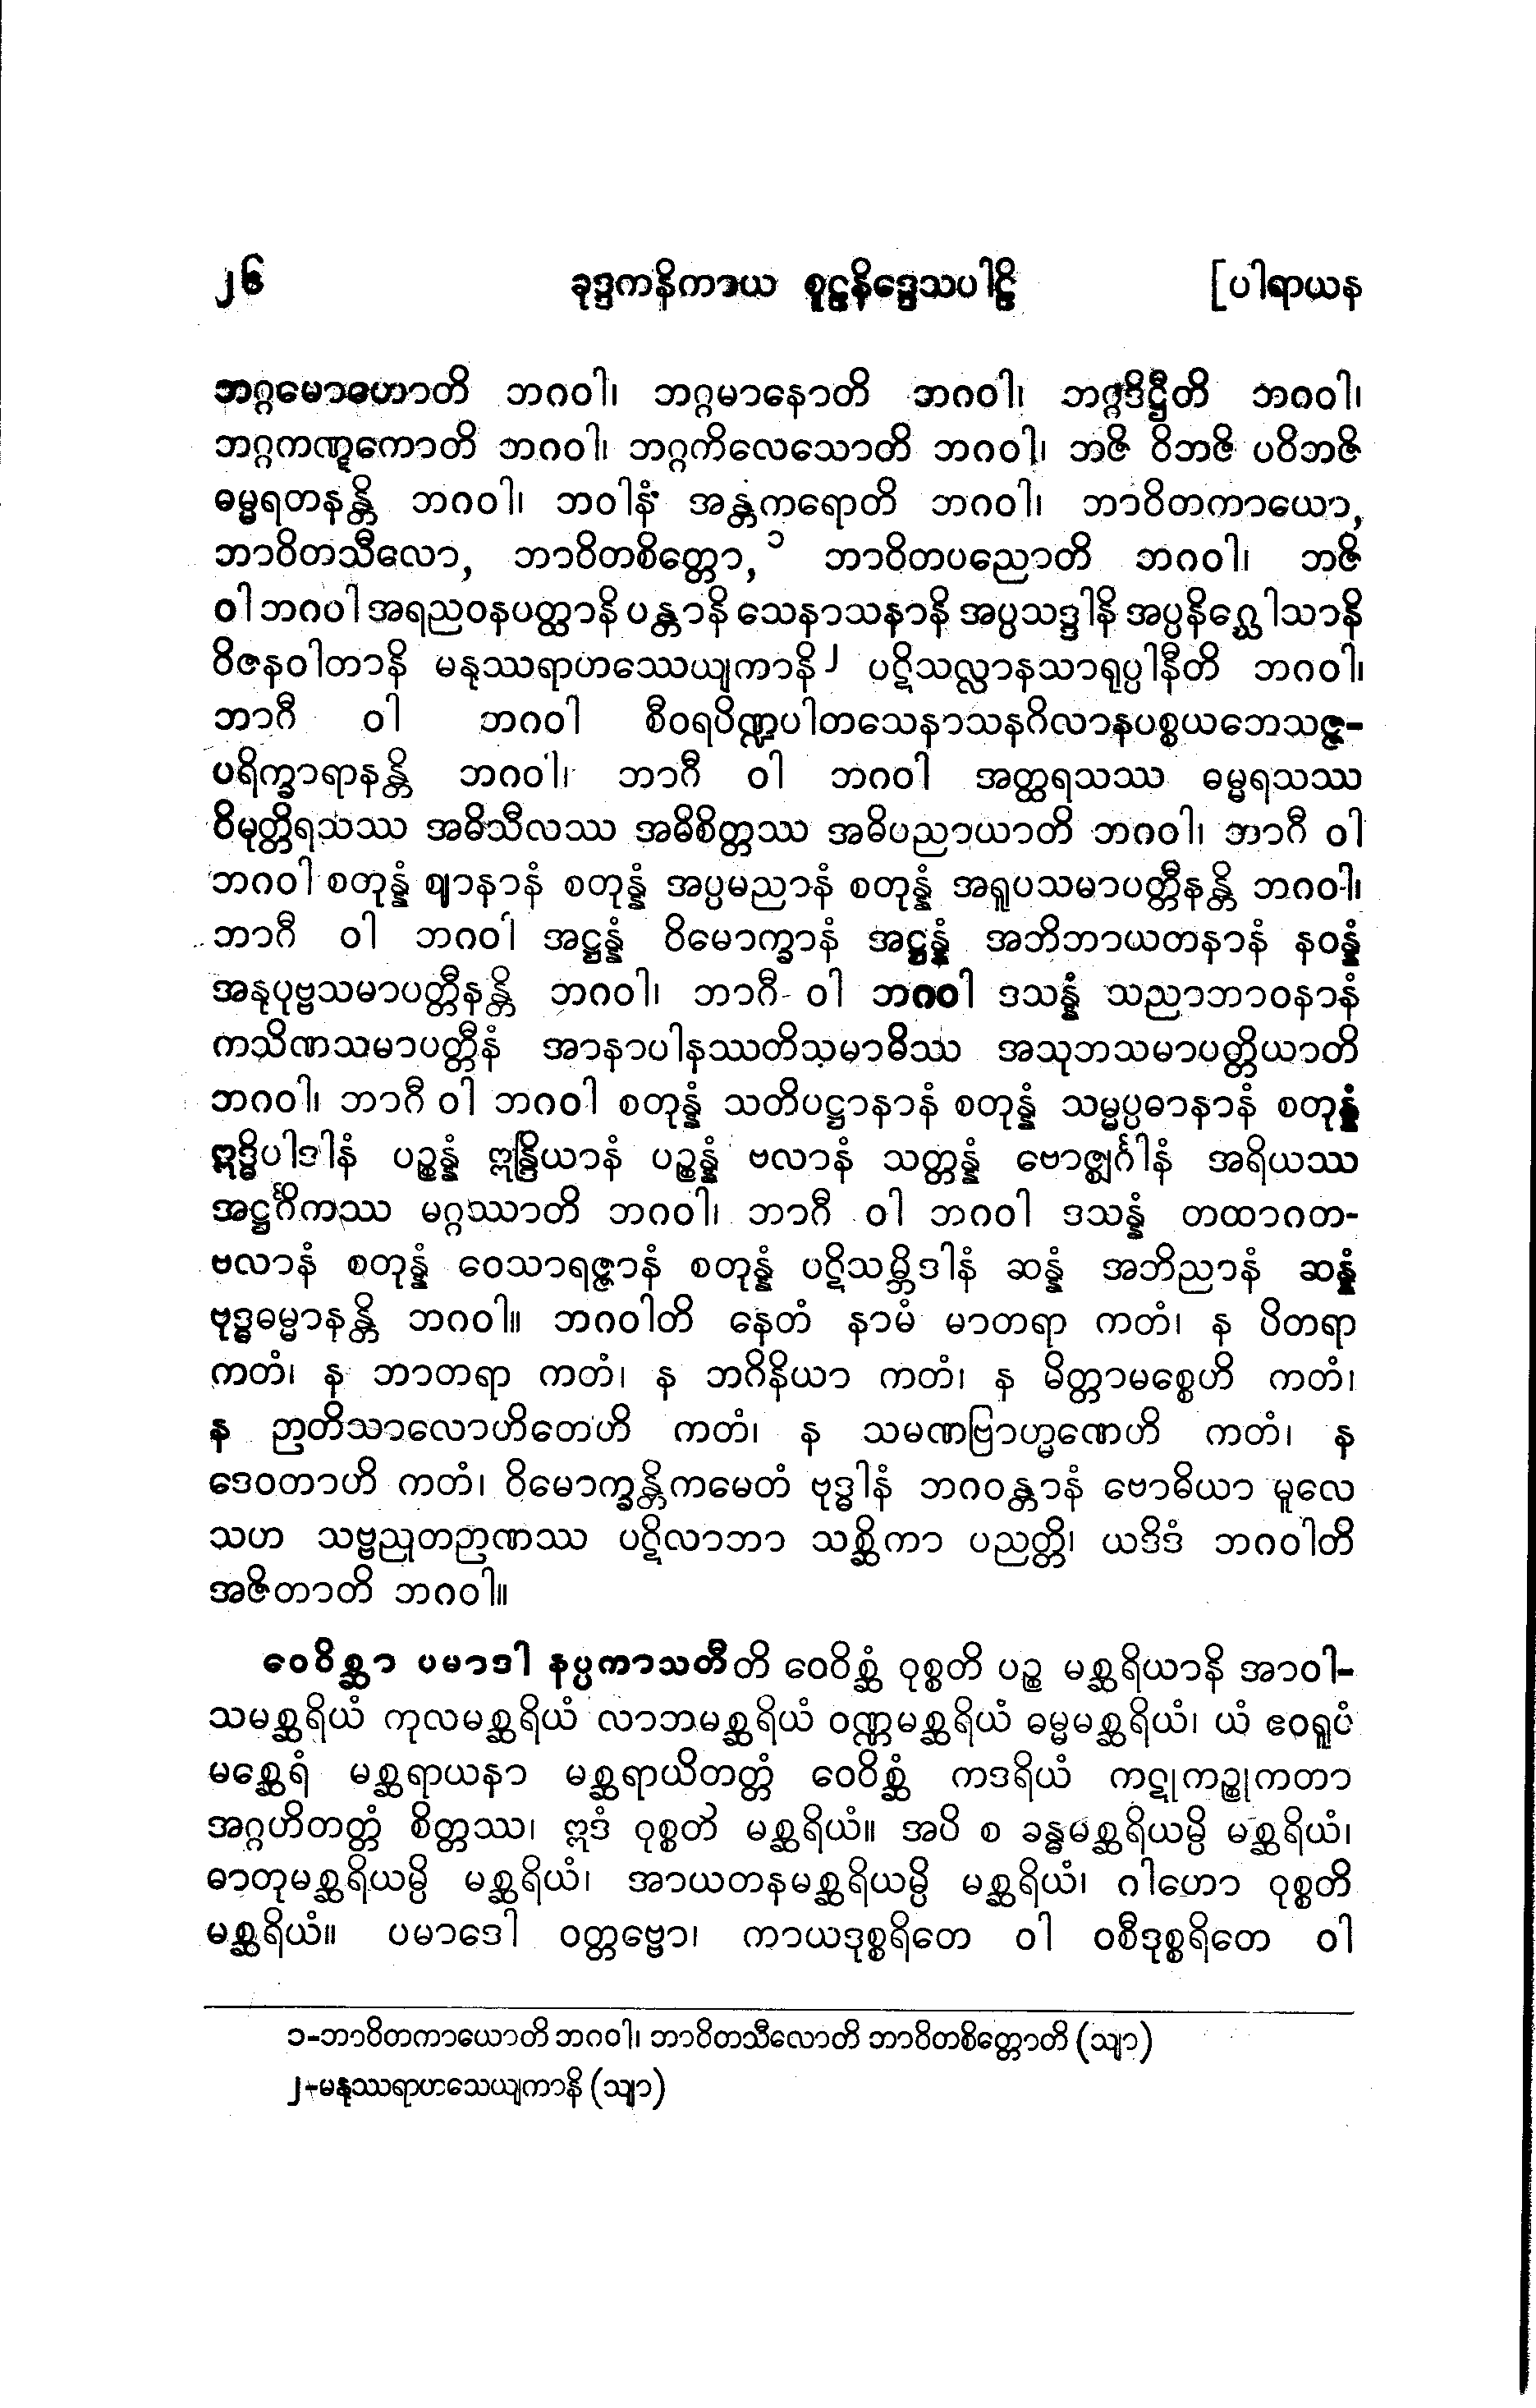 ၂၆ ခုဒ္ဒကနိကာယ စူဠနိဒ္ဒေသပါဠိ [ပါရာယန
ဘဂ္ဂမောဟောတိ ဘဂဝါ၊ ဘဂ္ဂမာနောတိ ဘဂဝါ၊ ဘဂ္ဂဒိဋ္ဌီတိ ဘဂဝါ၊
ဘဂ္ဂကဏ္ဋကောတိ ဘဂဝါ၊ ဘဂ္ဂကိလေသောတိ ဘဂဝါ၊ ဘဇိ ဝိဘဇိ ပဝိဘဇိ
ဓမ္မရတနန္တိ ဘဂဝါ၊ ဘဝါနံ အန္တကရောတိ ဘဂဝါ၊ ဘာဝိတကာယော,
ဘာဝိတသီလော, ဘာဝိတစိတ္တော,၁ ဘာဝိတပညောတိ ဘဂဝါ၊ ဘဇိ
ဝါ ဘဂဝါ အရညဝနပတ္ထာနိ ပန္တာနိ သေနာသနာနိ အပ္ပသဒ္ဒါနိ အပ္ပနိဂ္ဃေါသာနိ
ဝိဇနဝါတာနိ မနုဿရာဟဿေယျကာနိ၂ ပဋိသလ္လာနသာရုပ္ပါနီတိ ဘဂဝါ၊
ဘာဂီ ဝါ ဘဂဝါ စီဝရပိဏ္ဍပါတသေနာသနဂိလာနပစ္စယဘေသဇ္ဇ-
ပရိက္ခာရာနန္တိ ဘဂဝါ၊ ဘာဂီ ဝါ ဘဂဝါ အတ္ထရသဿ ဓမ္မရသဿ
ဝိမုတ္တိရသဿ အဓိသီလဿ အဓိစိတ္တဿ အဓိပညာယာတိ ဘဂဝါ၊ ဘာဂီ ဝါ
ဘဂဝါ စတုန္နံ ဈာနာနံ စတုန္နံ အပ္ပမညာနံ စတုန္နံ အရူပသမာပတ္တီနန္တိ ဘဂဝါ၊
ဘာဂီ ဝါ ဘဂဝါ အဋ္ဌန္နံ ဝိမောက္ခာနံ အဋ္ဌန္နံ အဘိဘာယတနာနံ နဝန္နံ
အနုပုဗ္ဗသမာပတ္တီနန္တိ ဘဂဝါ၊ ဘာဂီ ဝါ ဘဂဝါ ဒသန္နံ သညာဘာဝနာနံ
ကသိဏသမာပတ္တီနံ အာနာပါနဿတိသမာဓိဿ အသုဘသမာပတ္တိယာတိ
ဘဂဝါ၊ ဘာဂီ ဝါ ဘဂဝါ စတုန္နံ သတိပဋ္ဌာနာနံ စတုန္နံ သမ္မပ္ပဓာနာနံ စတုန္နံ
ဣဒ္ဓိပါဒါနံ ပဉ္စန္နံ ဣန္ဒြိယာနံ ပဉ္စန္နံ ဗလာနံ သတ္တန္နံ ဗောဇ္ဈင်္ဂါနံ အရိယဿ
အဋ္ဌင်္ဂိကဿ မဂ္ဂဿာတိ ဘဂဝါ၊ ဘာဂီ ဝါ ဘဂဝါ ဒသန္နံ တထာဂတ-
ဗလာနံ စတုန္နံ ဝေသာရဇ္ဇာနံ စတုန္နံ ပဋိသမ္ဘိဒါနံ ဆန္နံ အဘိညာနံ ဆန္နံ
ဗုဒ္ဓဓမ္မာနန္တိ ဘဂဝါ။ ဘဂဝါတိ နေတံ နာမံ မာတရာ ကတံ၊ န ပိတရာ
ကတံ၊ န ဘာတရာ ကတံ၊ န ဘဂိနိယာ ကတံ၊ န မိတ္တာမစ္စေဟိ ကတံ၊
န ဉာတိသာလောဟိတေဟိ ကတံ၊ န သမဏဗြာဟ္မဏေဟိ ကတံ၊ န
ဒေဝတာဟိ ကတံ၊ ဝိမောက္ခန္တိကမေတံ ဗုဒ္ဓါနံ ဘဂဝန္တာနံ ဗောဓိယာ မူလေ
သဟ သဗ္ဗညုတဉာဏဿ ပဋိလာဘာ သစ္ဆိကာ ပညတ္တိ၊ ယဒိဒံ ဘဂဝါတိ
အဇိတာတိ ဘဂဝါ။
ဝေဝိစ္ဆာ ပမာဒါ နပ္ပကာသတီတိ ဝေဝိစ္ဆံ ဝုစ္စတိ ပဉ္စ မစ္ဆရိယာနိ အာဝါ-
သမစ္ဆရိယံ ကုလမစ္ဆရိယံ လာဘမစ္ဆရိယံ ဝဏ္ဏမစ္ဆရိယံ ဓမ္မမစ္ဆရိယံ၊ ယံ ဧဝရူပံ
မစ္ဆေရံ မစ္ဆရာယနာ မစ္ဆရာယိတတ္တံ ဝေဝိစ္ဆံ ကဒရိယံ ကဋုကဉ္စုကတာ
အဂ္ဂဟိတတ္တံ စိတ္တဿ၊ ဣဒံ ဝုစ္စတိ မစ္ဆရိယံ။ အပိ စ ခန္ဓမစ္ဆရိယမ္ပိ မစ္ဆရိယံ၊
ဓာတုမစ္ဆရိယမ္ပိ မစ္ဆရိယံ၊ အာယတနမစ္ဆရိယမ္ပိ မစ္ဆရိယံ၊ ဂါဟော ဝုစ္စတိ
မစ္ဆရိယံ။ ပမာဒေါ ဝတ္တဗ္ဗော၊ ကာယဒုစ္စရိတေ ဝါ ဝစီဒုစ္စရိတေ ဝါ
၁-ဘာဝိတကာယောတိ ဘဂဝါ၊ ဘာဝိတသီလောတိ ဘာဝိတစိတ္တောတိ (သျာ)
၂-မနုဿရာဟသေယျကာနိ (သျာ)